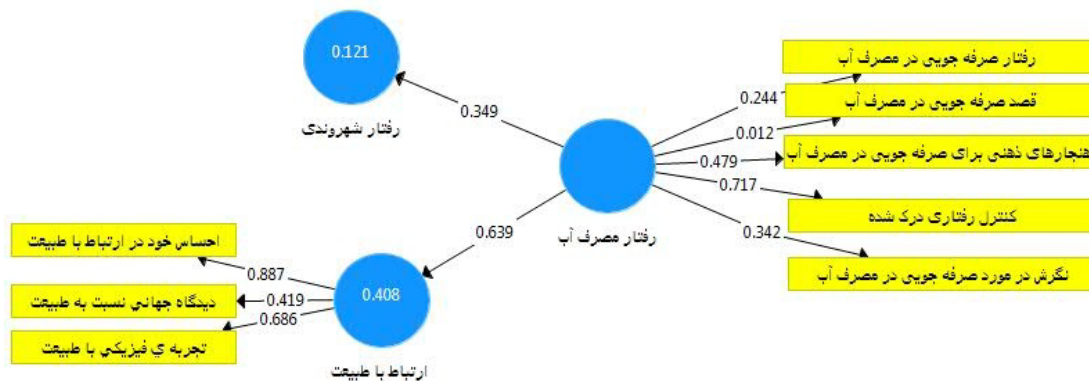 0.121
رفتار شهروندی
0.349
رفتار صرفه جویی در مصرف آب
0.244
قصد صرفه جویی در مصرف آب
0.012
هنجارهای ذهنی برای صرفه جویی در مصرف آب
0.479
0.717
کنترل رفتاری درک شده
0.342
نگرش در مورد صرفه جویی در مصرف آب
رفتار مصرف آب
0.639
احساس خود در ارتباط با طبیعت
0.887
دیدگاه جهاني نسبت به طبیعت
0.419
0.686
تجربه ي فیزیکي با طبیعت
0.408
ارتباط با طبیعت